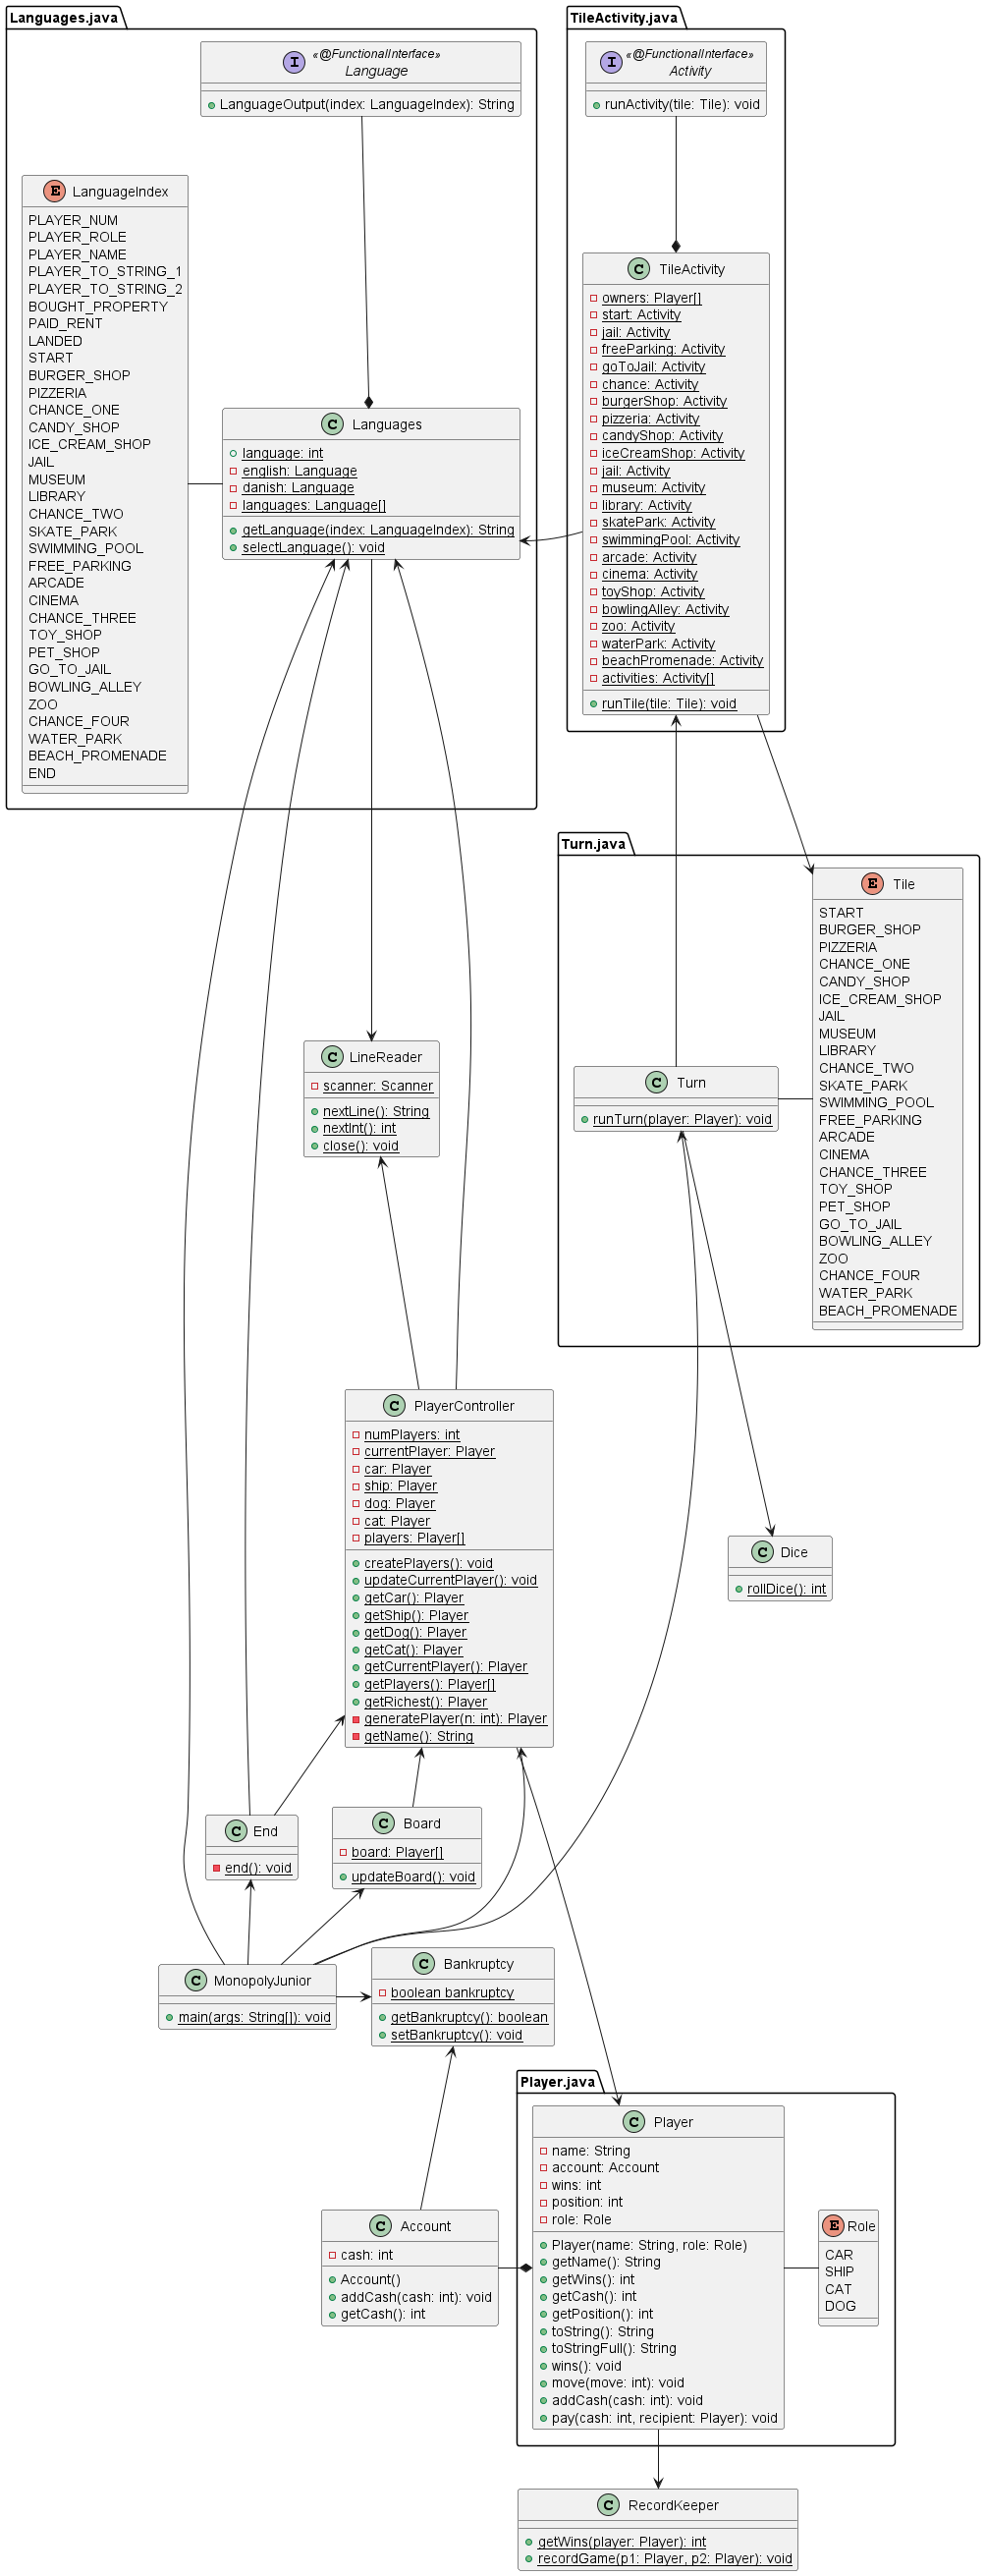 Languages.java
«@FunctionalInterface»
I
Language
LanguageOutput(index: LanguageIndex): String
E LanguageIndex
PLAYER_NUM
PLAYER_ROLE
PLAYER_NAME
PLAYER_TO_STRING_1
PLAYER_TO_STRING_2
BOUGHT_PROPERTY
PAID_RENT
LANDED
START
BURGER_SHOP
PIZZERIA
CHANCE_ONE
CANDY_SHOP
ICE_CREAM_SHOP
JAIL
MUSEUM
LIBRARY
CHANCE_TWO
SKATE_PARK
SWIMMING_POOL
FREE_PARKING
ARCADE
CINEMA
CHANCE_THREE
TOY_SHOP
PET_SHOP
GO_TO_JAIL
BOWLING_ALLEY
ZOO
CHANCE_FOUR
WATER_PARK
BEACH_PROMENADE
END
C Languages
language: int
english: Language
danish: Language
languages: Language[]
getLanguage(index: LanguageIndex): String
selectLanguage(): void
TileActivity.java
«@FunctionalInterface»
I
Activity
runActivity(tile: Tile): void
C TileActivity
owners: Player[]
start: Activity
jail: Activity
freeParking: Activity
goToJail: Activity
chance: Activity
burgerShop: Activity
pizzeria: Activity
candyShop: Activity
iceCreamShop: Activity
jail: Activity
museum: Activity
library: Activity
skatePark: Activity
swimmingPool: Activity
arcade: Activity
cinema: Activity
toyShop: Activity
bowlingAlley: Activity
zoo: Activity
waterPark: Activity
beachPromenade: Activity
activities: Activity[]
runTile(tile: Tile): void
Turn.java
C Turn
runTurn(player: Player): void
E Tile
START
BURGER_SHOP
PIZZERIA
CHANCE_ONE
CANDY_SHOP
ICE_CREAM_SHOP
JAIL
MUSEUM
LIBRARY
CHANCE_TWO
SKATE_PARK
SWIMMING_POOL
FREE_PARKING
ARCADE
CINEMA
CHANCE_THREE
TOY_SHOP
PET_SHOP
GO_TO_JAIL
BOWLING_ALLEY
ZOO
CHANCE_FOUR
WATER_PARK
BEACH_PROMENADE
C LineReader
scanner: Scanner
nextLine(): String
nextInt(): int
close(): void
C PlayerController
numPlayers: int
currentPlayer: Player
car: Player
ship: Player
dog: Player
cat: Player
players: Player[]
createPlayers(): void
updateCurrentPlayer(): void
getCar(): Player
getShip(): Player
getDog(): Player
getCat(): Player
getCurrentPlayer(): Player
getPlayers(): Player[]
getRichest(): Player
generatePlayer(n: int): Player
getName(): String
C Dice
rollDice(): int
C End
end(): void
C Board
board: Player[]
updateBoard(): void
C MonopolyJunior
main(args: String[]): void
C Bankruptcy
boolean bankruptcy
getBankruptcy(): boolean
setBankruptcy(): void
C Account
cash: int
Account()
addCash(cash: int): void
getCash(): int
Player.java
C Player
name: String
account: Account
wins: int
position: int
role: Role
Player(name: String, role: Role)
getName(): String
getWins(): int
getCash(): int
getPosition(): int
toString(): String
toStringFull(): String
wins(): void
move(move: int): void
addCash(cash: int): void
pay(cash: int, recipient: Player): void
E Role
CAR
SHIP
CAT
DOG
C RecordKeeper
getWins(player: Player): int
recordGame(p1: Player, p2: Player): void